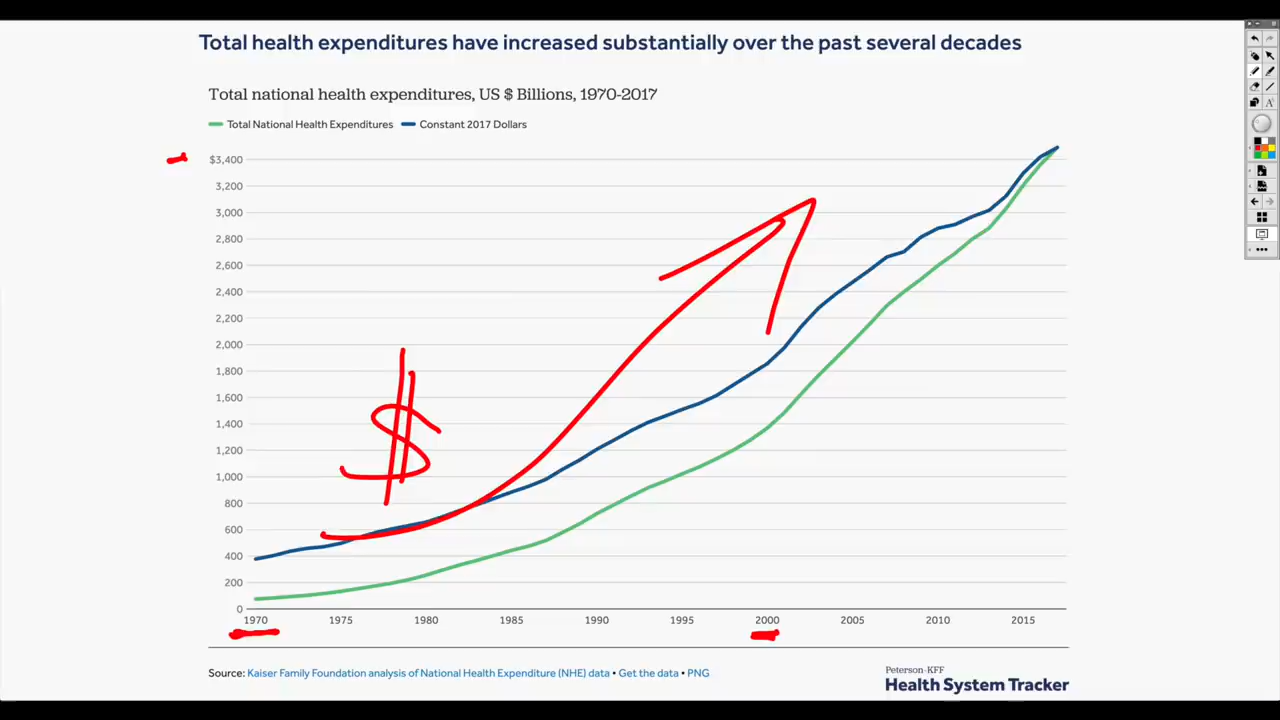 Total health expenditures have increased substantially over the past several decades
Total national health expenditures, US $ Billions, 1970-2017
Total National Health Expenditures Constant 2017 Dollars
$3,400
3,200
3,000
2,800
2,600
2,400
2,200
2,000
1,800
1,600
1,400
1,200
1,000
800
600
400
200
0
$
1970 1975 1980 1985 1990 1995 2000 2005 2010 2015
Source: Kaiser Family Foundation analysis of National Health Expenditure (NHE) data • Get the data • PNG
Peterson-KFF
Health System Tracker